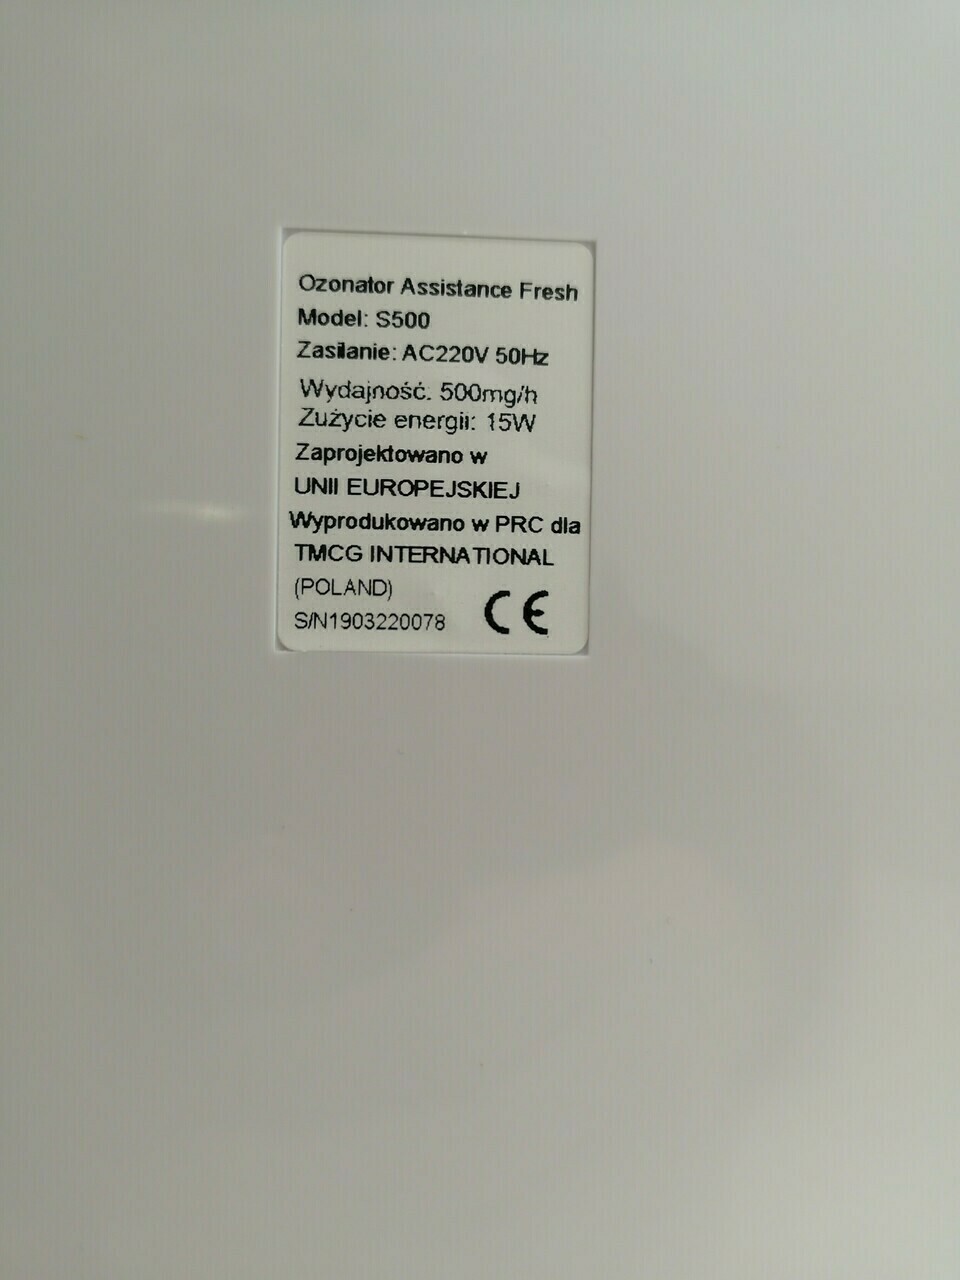 Ozonator Assistance Fresh
Model: S500
Zasilanie: AC220V 50Hz
Wydajność. 500mg/h
Zużycie energii: 15W
Zaprojektowano w
UNII EUROPEJSKIEJ
Wyprodukowano w PRC dla
TMCG INTERNATIONAL
(POLAND)
S/N1903220078 CE